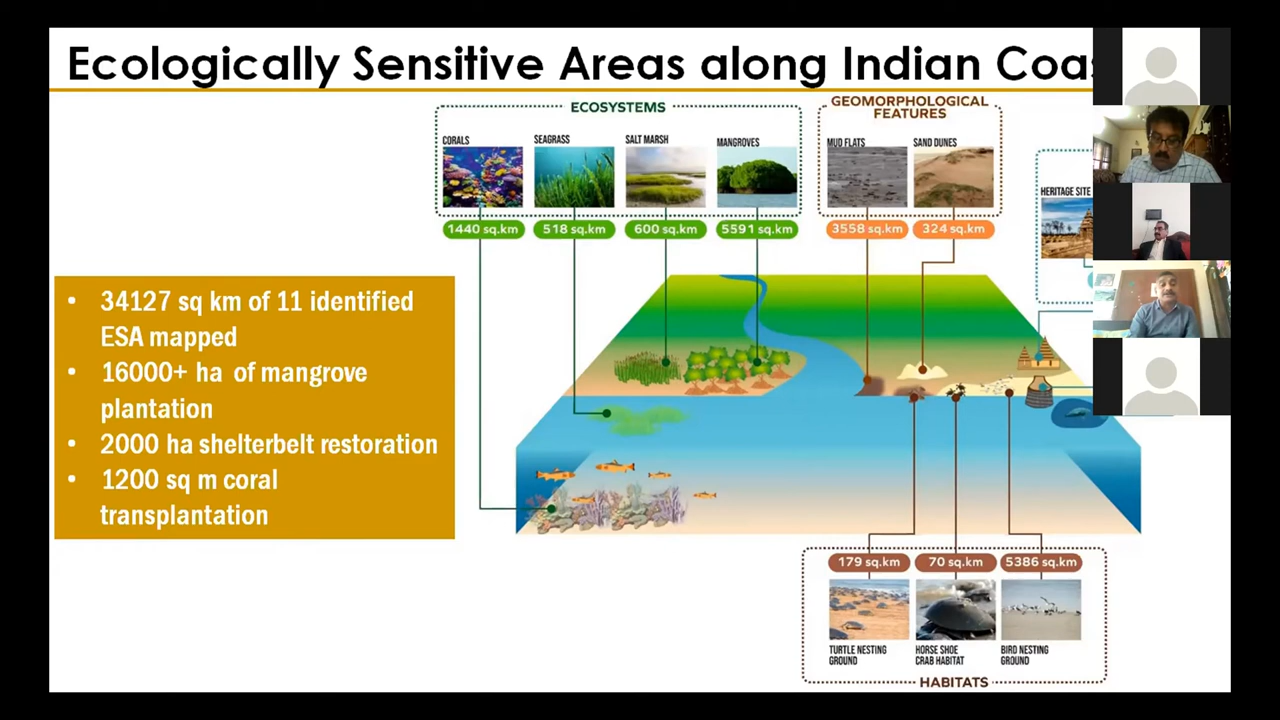 Ecologically Sensitive Areas along Indian Coas
ECOSYSTEMS
CORALS
SEAGRASS
SALT MARSH
MANGROVES
1440 sq.km
518 sq.km
600 sq.km
5591 sq.km
GEOMORPHOLOGICAL
FEATURES
MUD FLATS
SAND DUNES
3558 sq.km
324 sq.km
HERITAGE SITE
• 34127 sq km of 11 identified
ESA mapped
• 16000+ ha of mangrove
plantation
• 2000 ha shelterbelt restoration
• 1200 sq m coral
transplantation
179 sq.km
70 sq.km
5386 sq.km
TURTLE NESTING
GROUND
HORSE SHOE
CRAB HABITAT
BIRD NESTING
GROUND
HABITATS